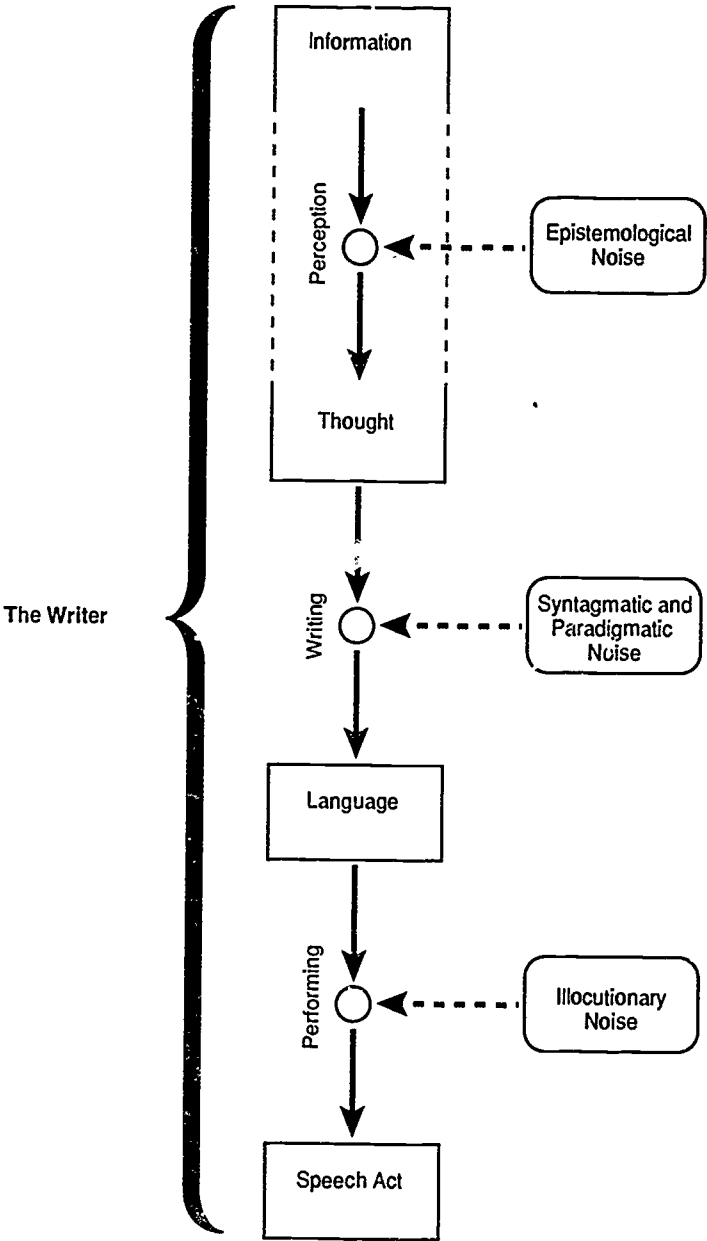 Information
Perception
Epistemological
Noise
Thought
The Writer
Writing
Syntagmatic and
Paradigmatic
Noise
Language
Performing
Illocutionary
Noise
Speech Act